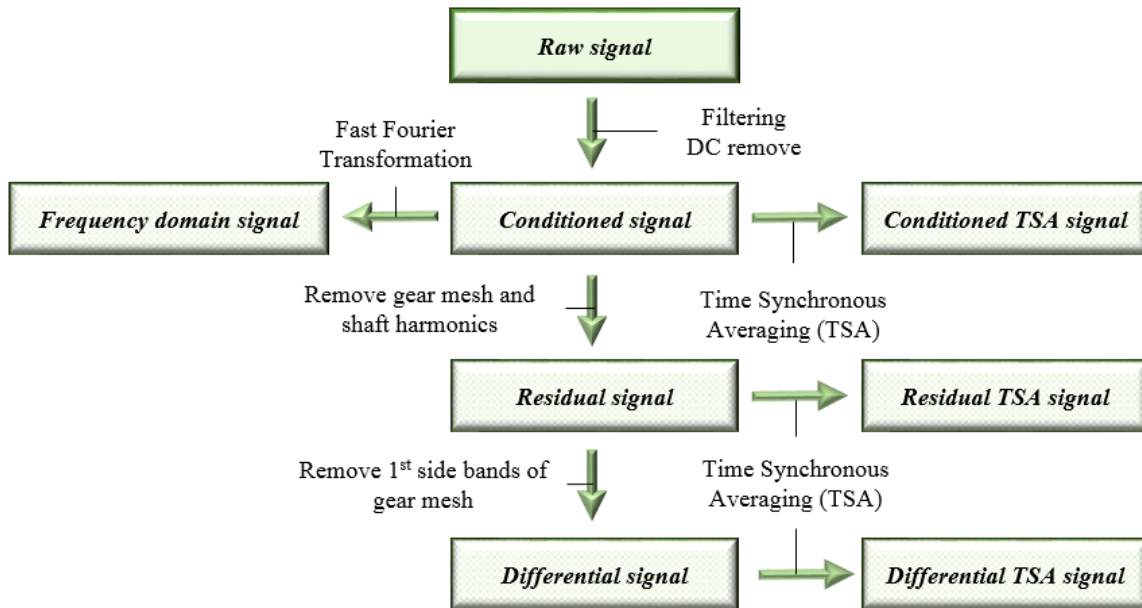 Raw signal
Filtering
DC remove
Fast Fourier
Transformation
Frequency domain signal
Conditioned signal
Conditioned TSA signal
Remove gear mesh and
shaft harmonics
Time Synchronous
Averaging (TSA)
Residual signal
Residual TSA signal
Remove 1st side bands of
gear mesh
Time Synchronous
Averaging (TSA)
Differential signal
Differential TSA signal